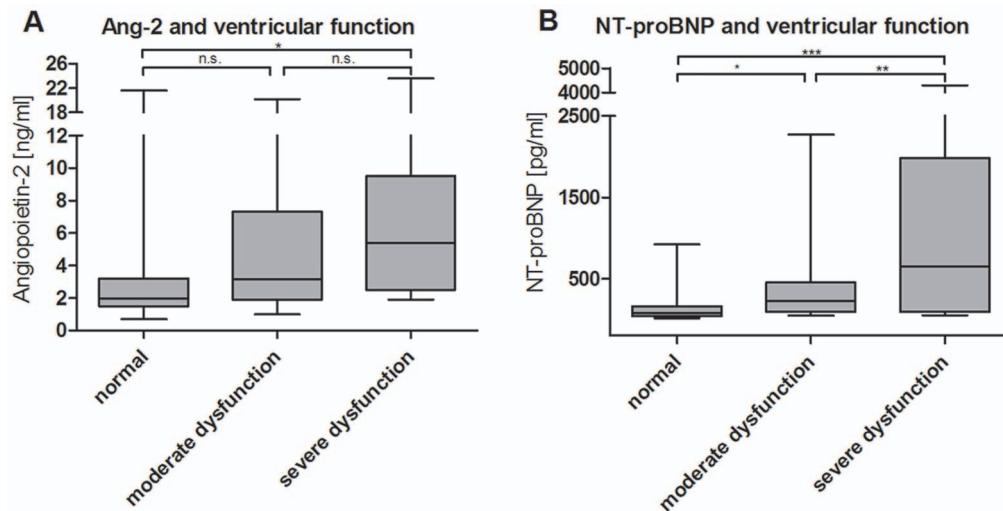 A
Ang-2 and ventricular function
*
n.s.
n.s.
26
22
18
12
10
8
6
4
2
0
Angiopoietin-2 [ng/ml]
normal
moderate dysfunction
severe dysfunction
B
NT-proBNP and ventricular function
***
*
**
5000
4000
2500
1500
500
NT-proBNP [pg/ml]
normal
moderate dysfunction
severe dysfunction